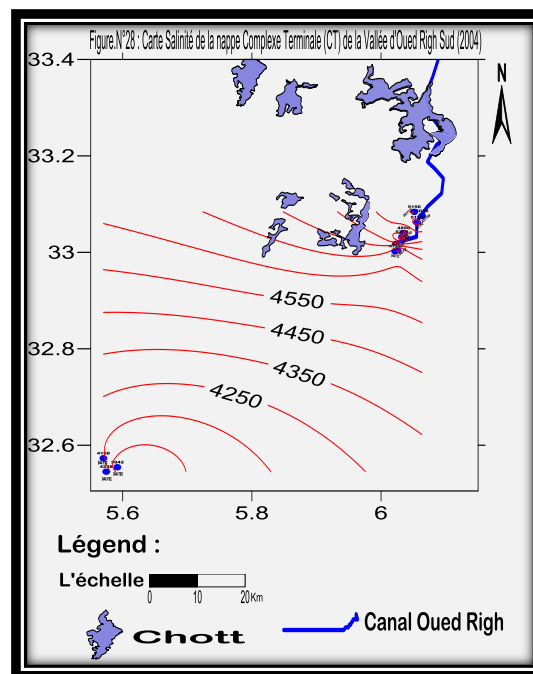 Figure.N°28 : Carte Salinité de la nappe Complexe Terminale (CT) de la Vallée d'Oued Righ Sud (2004)
33.4
N
33.2
33
4550
4450
32.8
4350
4250
32.6
5.6 5.8 6
Légend :
L'échelle
0 10 20 Km
Chott
Canal Oued Righ